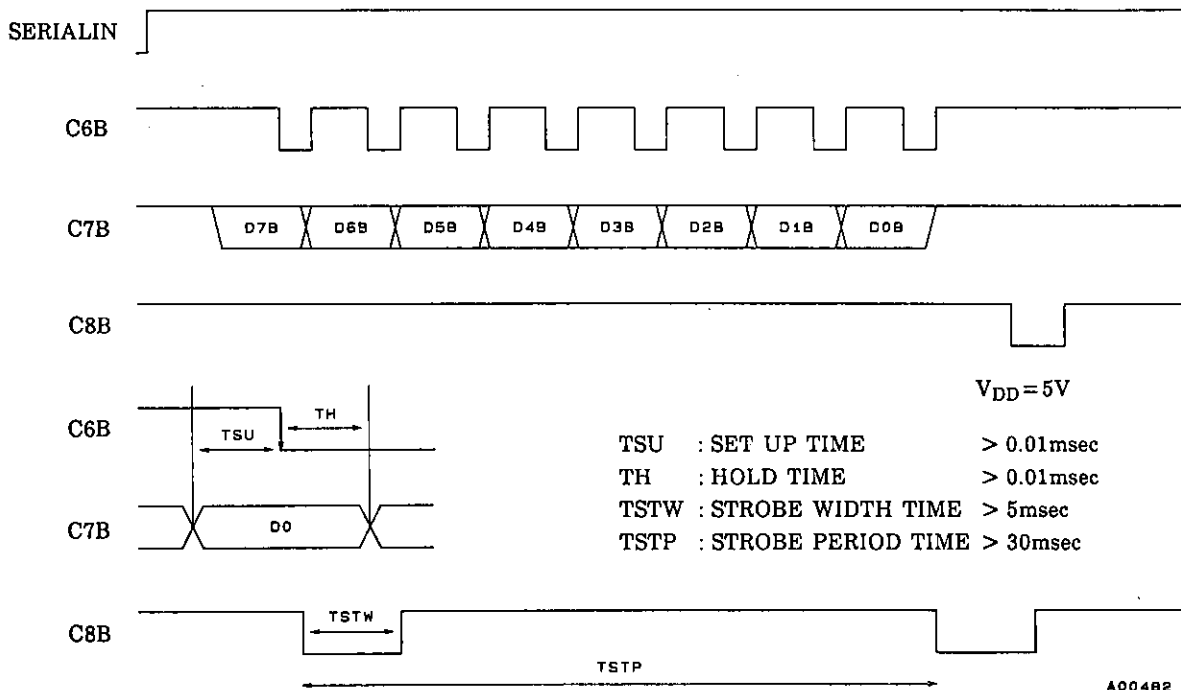 SERIALIN
C6B
C7B
D7B D6B D5B D4B D3B D2B D1B D0B
C8B
V_DD=5V
C6B
TH
TSU
TSU : SET UP TIME > 0.01msec
TH : HOLD TIME > 0.01msec
TSTW : STROBE WIDTH TIME > 5msec
TSTP : STROBE PERIOD TIME > 30msec
C7B
D0
C8B
TSTW
TSTP
A00482